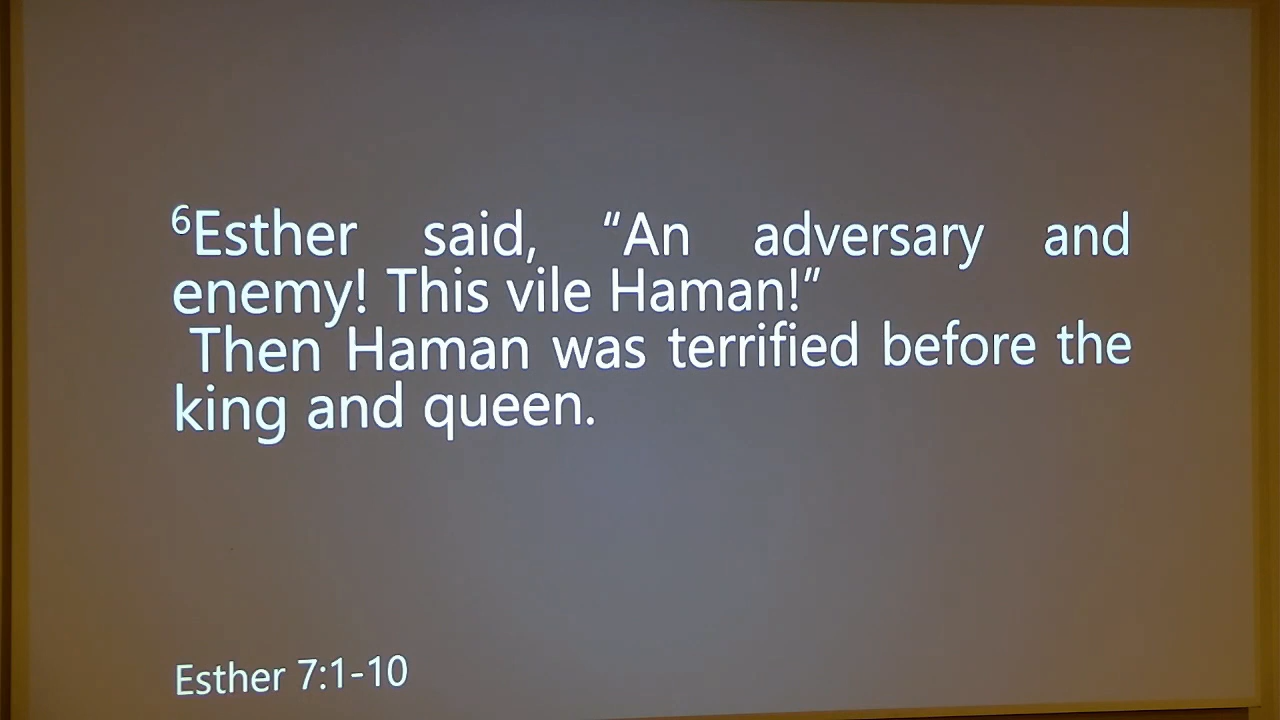 ⁶Esther said, “An adversary and
enemy! This vile Haman!”
Then Haman was terrified before the
king and queen.
Esther 7:1-10